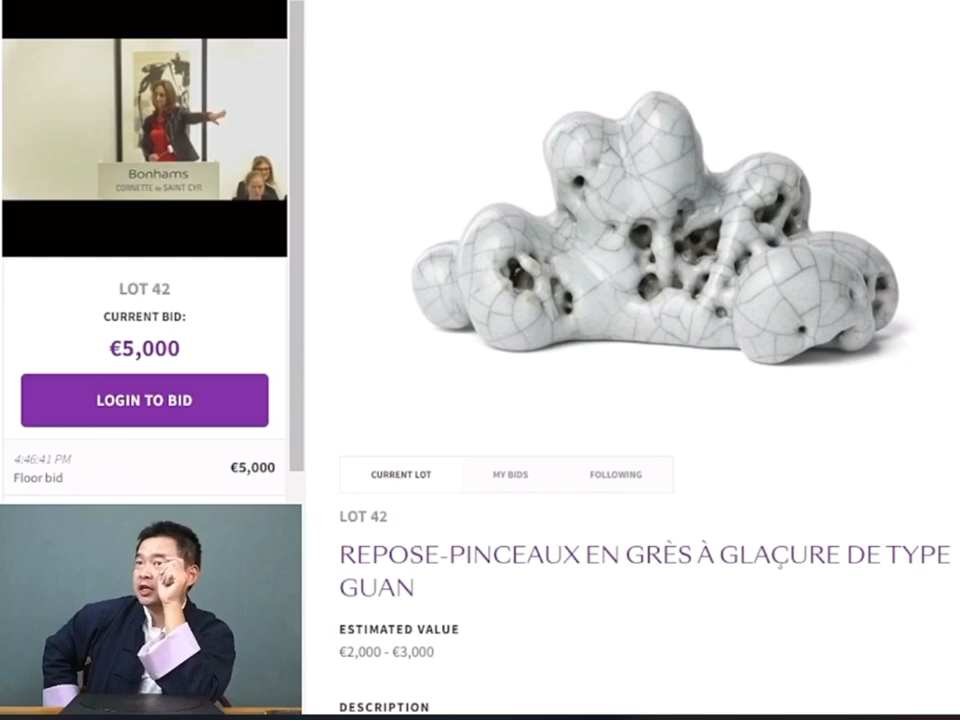 Bonhams
CORNETTE de SAINT CYR
LOT 42
CURRENT BID:
€5,000
LOGIN TO BID
4:46:41 PM
Floor bid
€5,000
CURRENT LOT
MY BIDS
FOLLOWING
LOT 42
REPOSE-PINCEAUX EN GRÈS À GLAÇURE DE TYPE
GUAN
ESTIMATED VALUE
€2,000 - €3,000
DESCRIPTION